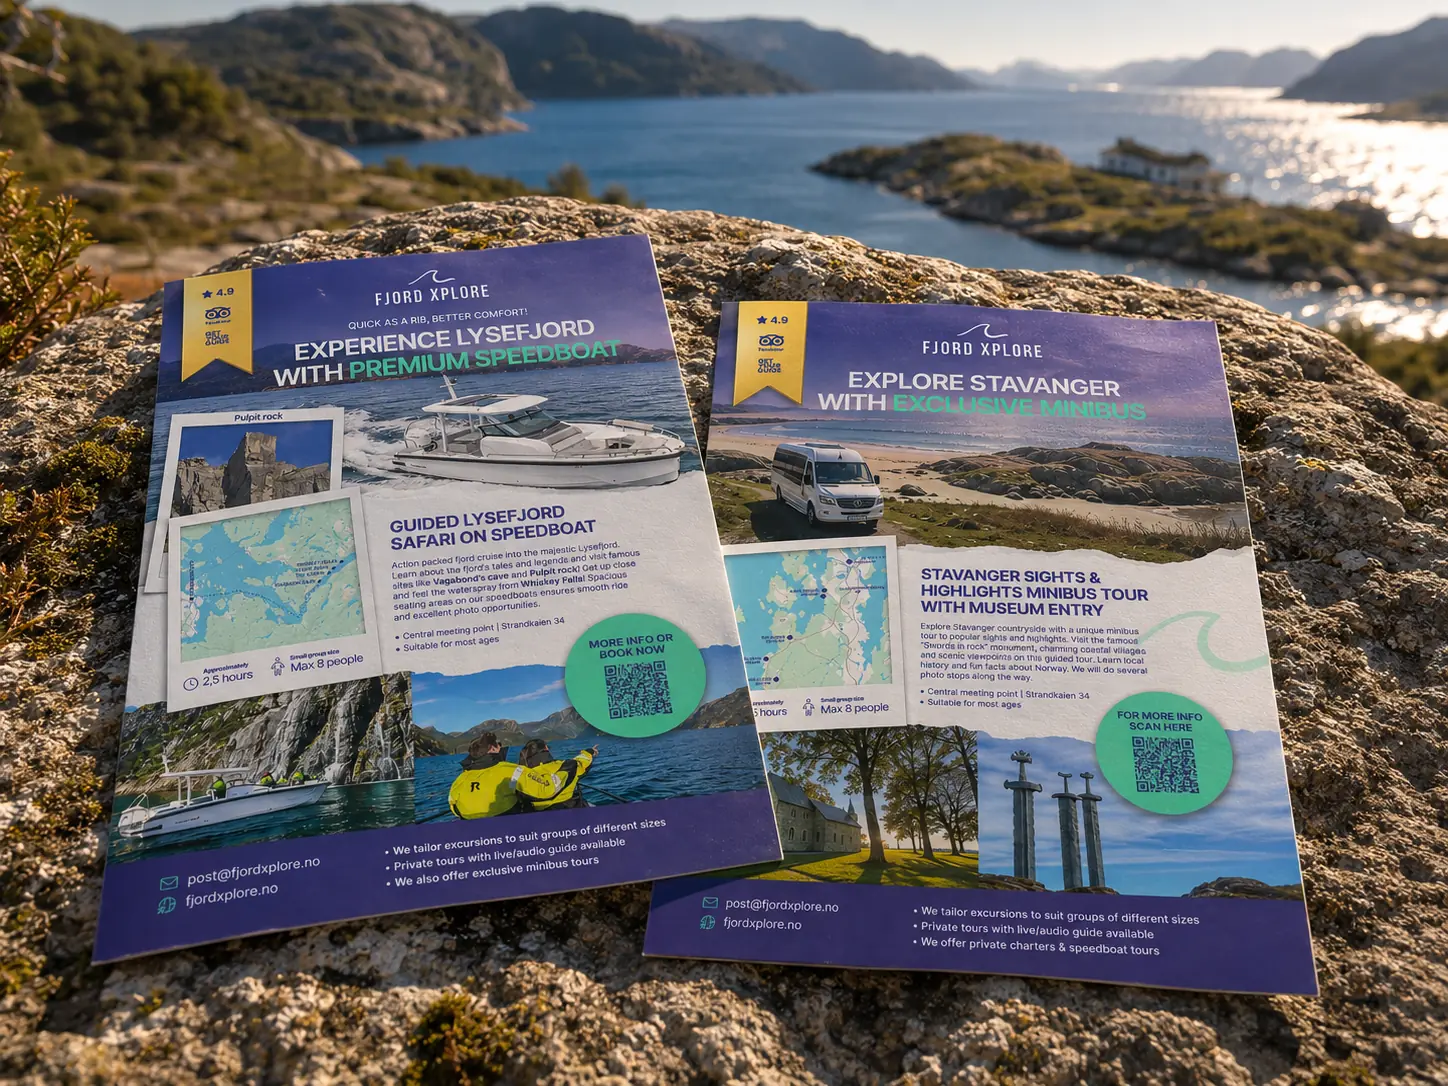 ★ 4.9
Tripadvisor
GET
YOUR
GUIDE
FJORD XPLORE
QUICK AS A RIB, BETTER COMFORT!
EXPERIENCE LYSEFJORD
WITH PREMIUM SPEEDBOAT
Pulpit rock
GUIDED LYSEFJORD
SAFARI ON SPEEDBOAT
Action packed fjord cruise into the majestic Lysefjord.
Learn about the fjord's tales and legends and visit famous
sites like Vagabond's cave and Pulpit rock! Get up close
and feel the waterspray from Whiskey Falls! Spacious
seating areas on our speedboats ensures smooth ride
and excellent photo opportunities.
• Central meeting point | Strandkaien 34
• Suitable for most ages
Approximately
2,5 hours
Small group size
Max 8 people
MORE INFO OR
BOOK NOW
post@fjordxplore.no
fjordxplore.no
• We tailor excursions to suit groups of different sizes
• Private tours with live/audio guide available
• We also offer exclusive minibus tours
★ 4.9
GET
YOUR
GUIDE
FJORD XPLORE
EXPLORE STAVANGER
WITH EXCLUSIVE MINIBUS
STAVANGER SIGHTS &
HIGHLIGHTS MINIBUS TOUR
WITH MUSEUM ENTRY
Explore Stavanger countryside with a unique minibus
tour to popular sights and highlights. Visit the famous
"Swords in rock" monument, charming coastal villages
and scenic viewpoints on this guided tour. Learn local
history and fun facts about Norway. We will do several
photo stops along the way.
• Central meeting point | Strandkaien 34
• Suitable for most ages
hours
Small group size
Max 8 people
FOR MORE INFO
SCAN HERE
post@fjordxplore.no
fjordxplore.no
• We tailor excursions to suit groups of different sizes
• Private tours with live/audio guide available
• We offer private charters & speedboat tours